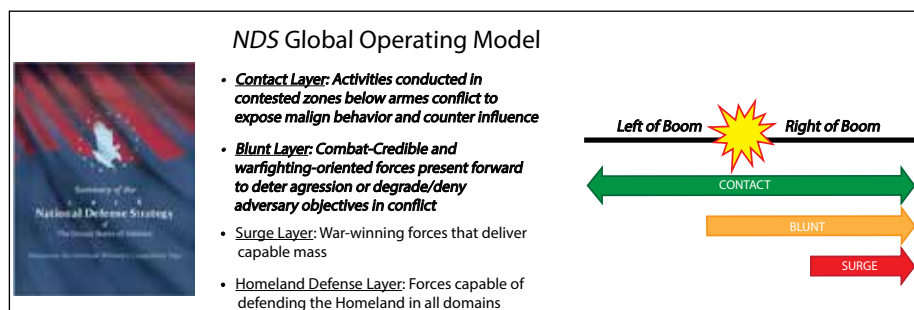 NDS Global Operating Model
Summary of the
2018
National Defense Strategy
of
The United States of America
• Contact Layer: Activities conducted in
contested zones below armes conflict to
expose malign behavior and counter influence
• Blunt Layer: Combat-Credible and
warfighting-oriented forces present forward
to deter agression or degrade/deny
adversary objectives in conflict
• Surge Layer: War-winning forces that deliver
capable mass
• Homeland Defense Layer: Forces capable of
defending the Homeland in all domains
Left of Boom
Right of Boom
CONTACT
BLUNT
SURGE